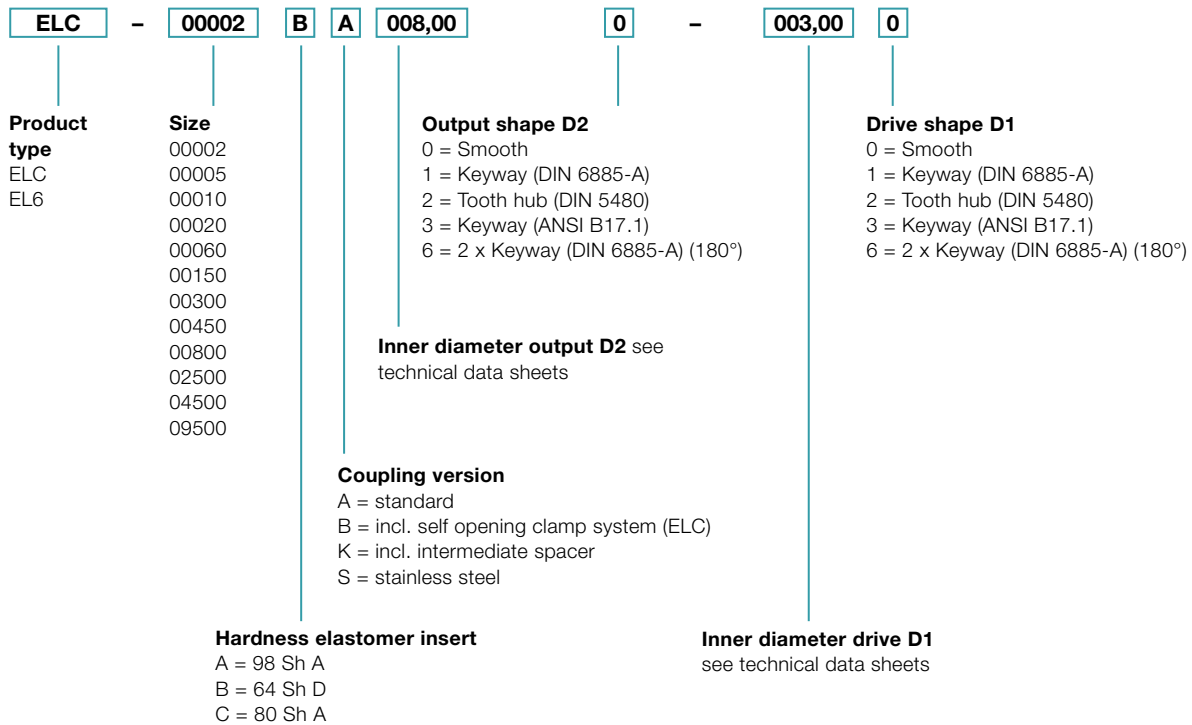 ELC – 00002 B A 008,00 0 – 003,00 0
Product
type
ELC
EL6
Size
00002
00005
00010
00020
00060
00150
00300
00450
00800
02500
04500
09500
Output shape D2
0 = Smooth
1 = Keyway (DIN 6885-A)
2 = Tooth hub (DIN 5480)
3 = Keyway (ANSI B17.1)
6 = 2 x Keyway (DIN 6885-A) (180°)
Drive shape D1
0 = Smooth
1 = Keyway (DIN 6885-A)
2 = Tooth hub (DIN 5480)
3 = Keyway (ANSI B17.1)
6 = 2 x Keyway (DIN 6885-A) (180°)
Inner diameter output D2 see
technical data sheets
Coupling version
A = standard
B = incl. self opening clamp system (ELC)
K = incl. intermediate spacer
S = stainless steel
Hardness elastomer insert
A = 98 Sh A
B = 64 Sh D
C = 80 Sh A
Inner diameter drive D1
see technical data sheets